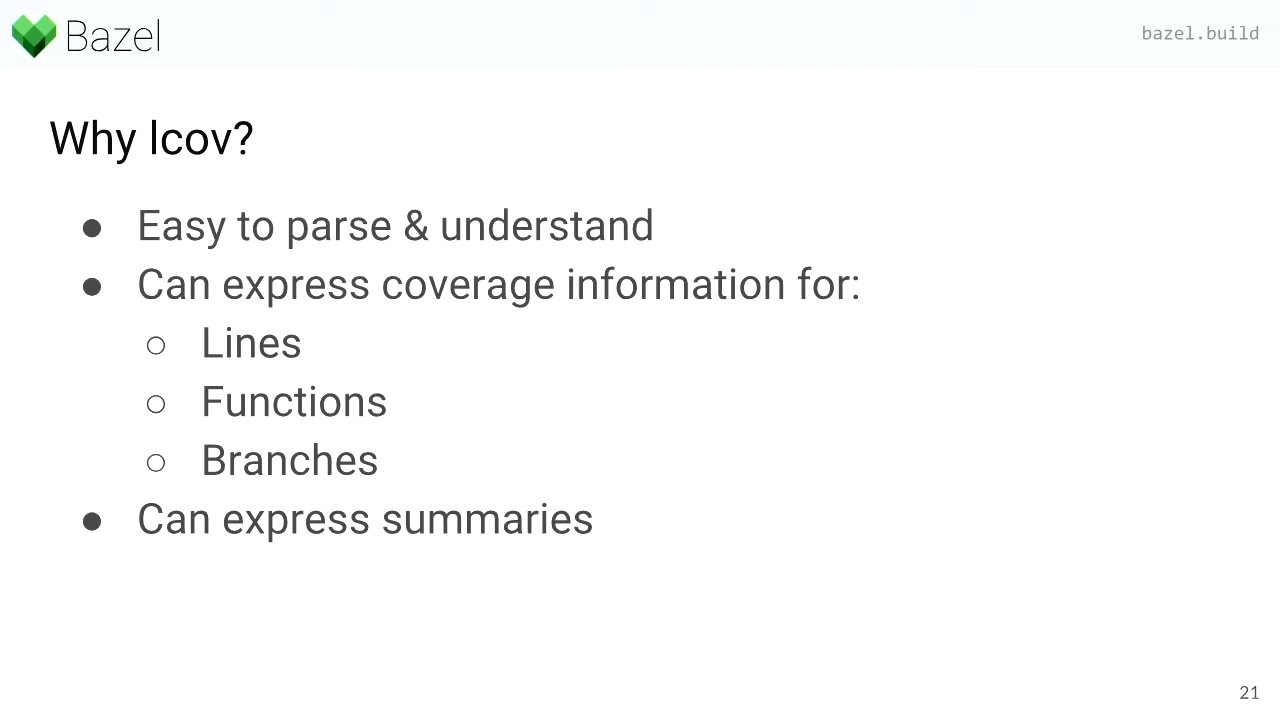 Bazel
bazel.build
Why lcov?
● Easy to parse & understand
● Can express coverage information for:
○ Lines
○ Functions
○ Branches
● Can express summaries
21